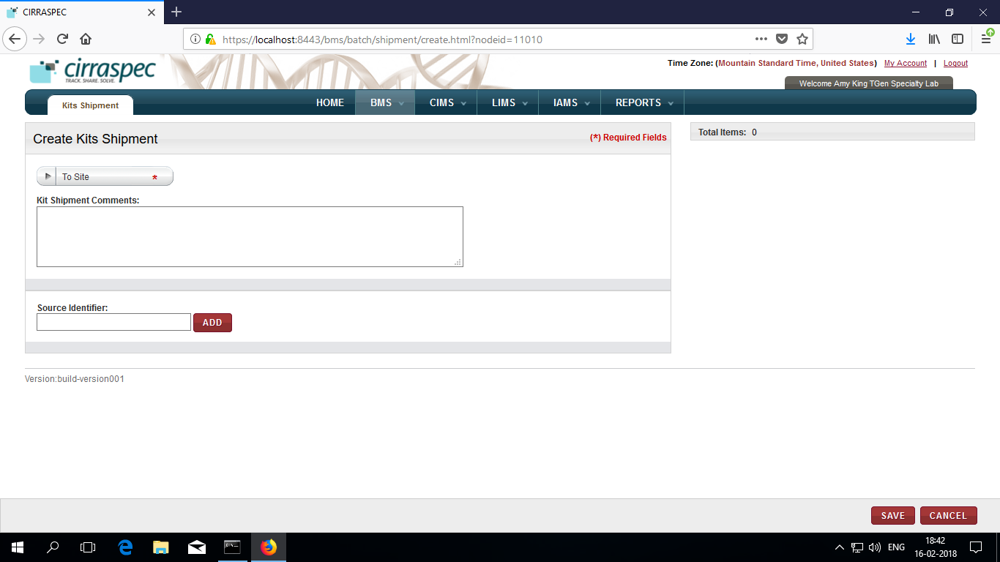 CIRRASPEC
https://localhost:8443/bms/batch/shipment/create.html?nodeid=11010
cirraspec
TRACK. SHARE. SOLVE.
Time Zone: (Mountain Standard Time, United States) My Account | Logout
Welcome Amy King TGen Specialty Lab
Kits Shipment
HOME BMS CIMS LIMS IAMS REPORTS
Create Kits Shipment (*) Required Fields
Total Items: 0
To Site *
Kit Shipment Comments:
Source Identifier:
ADD
Version:build-version001
SAVE CANCEL
ENG
18:42
16-02-2018